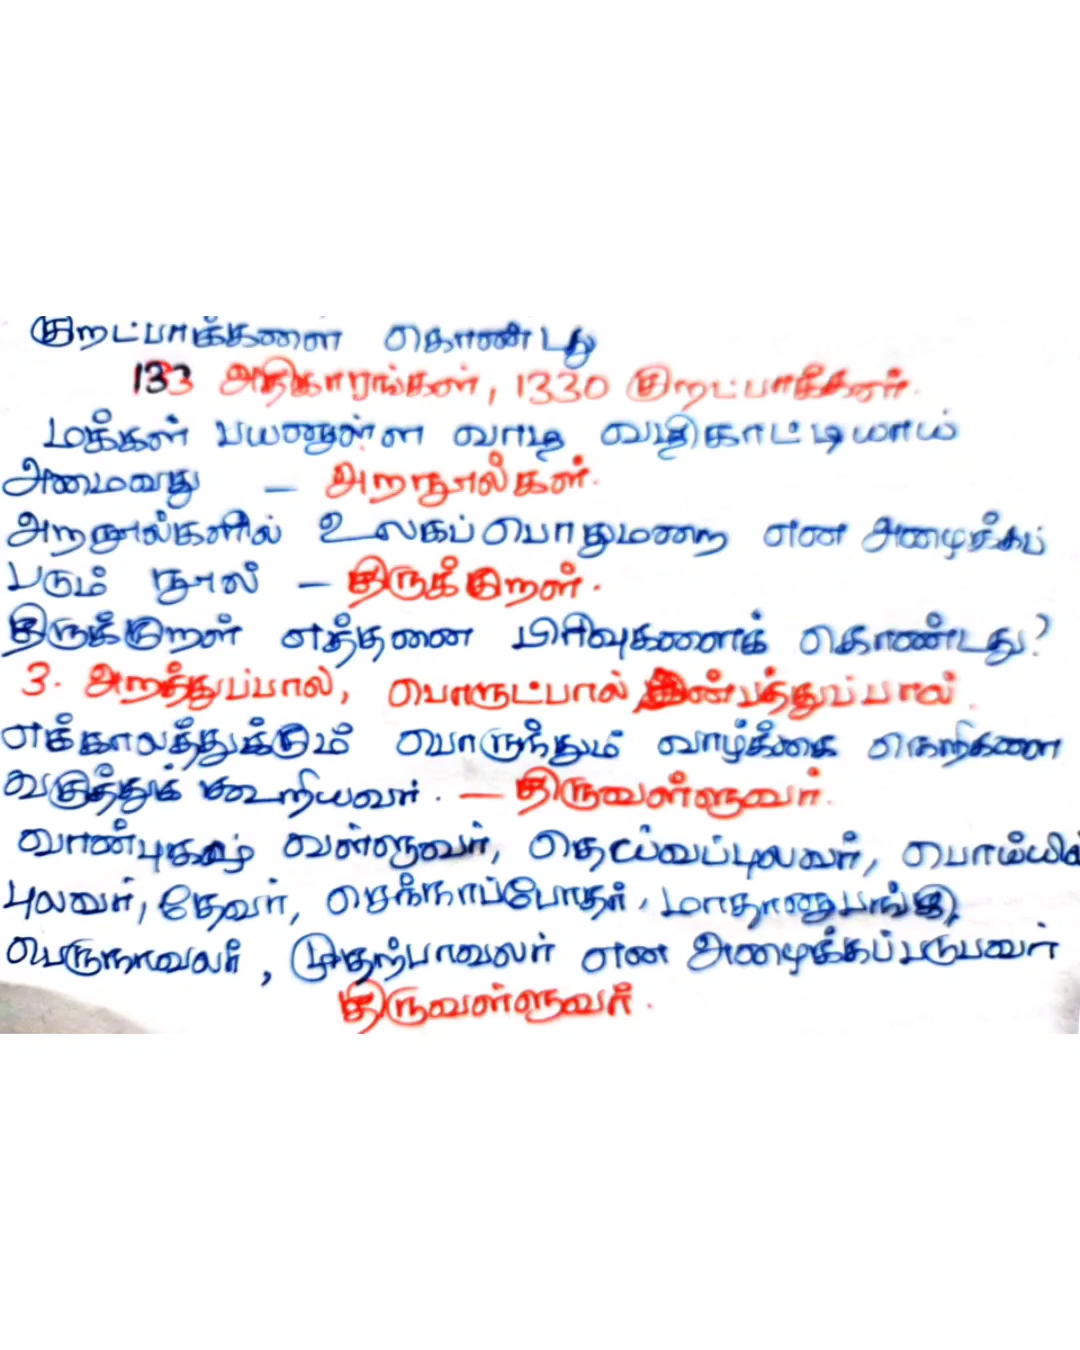 குறட்பாக்களை கொண்டது
133 அதிகாரங்கள், 1330 குறட்பாக்கள்.
மக்கள் பயனுள்ள வாழ வழிகாட்டியாய்
அமைவது – அறநூல்கள்.
அறநூல்களில் உலகப் பொதுமறை என அழைக்கப்
படும் நூல் – திருக்குறள்.
திருக்குறள் எத்தனை பிரிவுகளைக் கொண்டது?
3. அறத்துப்பால், பொருட்பால், இன்பத்துப்பால்.
எக்காலத்துக்கும் பொருந்தும் வாழ்க்கை நெறிகளை
வகுத்துக் கூறியவர். – திருவள்ளுவர்.
வான்புகழ் வள்ளுவர், தெய்வப்புலவர், பொய்யில்
புலவர், தேவர், செந்நாப்போதர், மாதானுபங்கி,
பெருநாவலர், முதற்பாவலர் என அழைக்கப்படுபவர்
திருவள்ளுவர்.